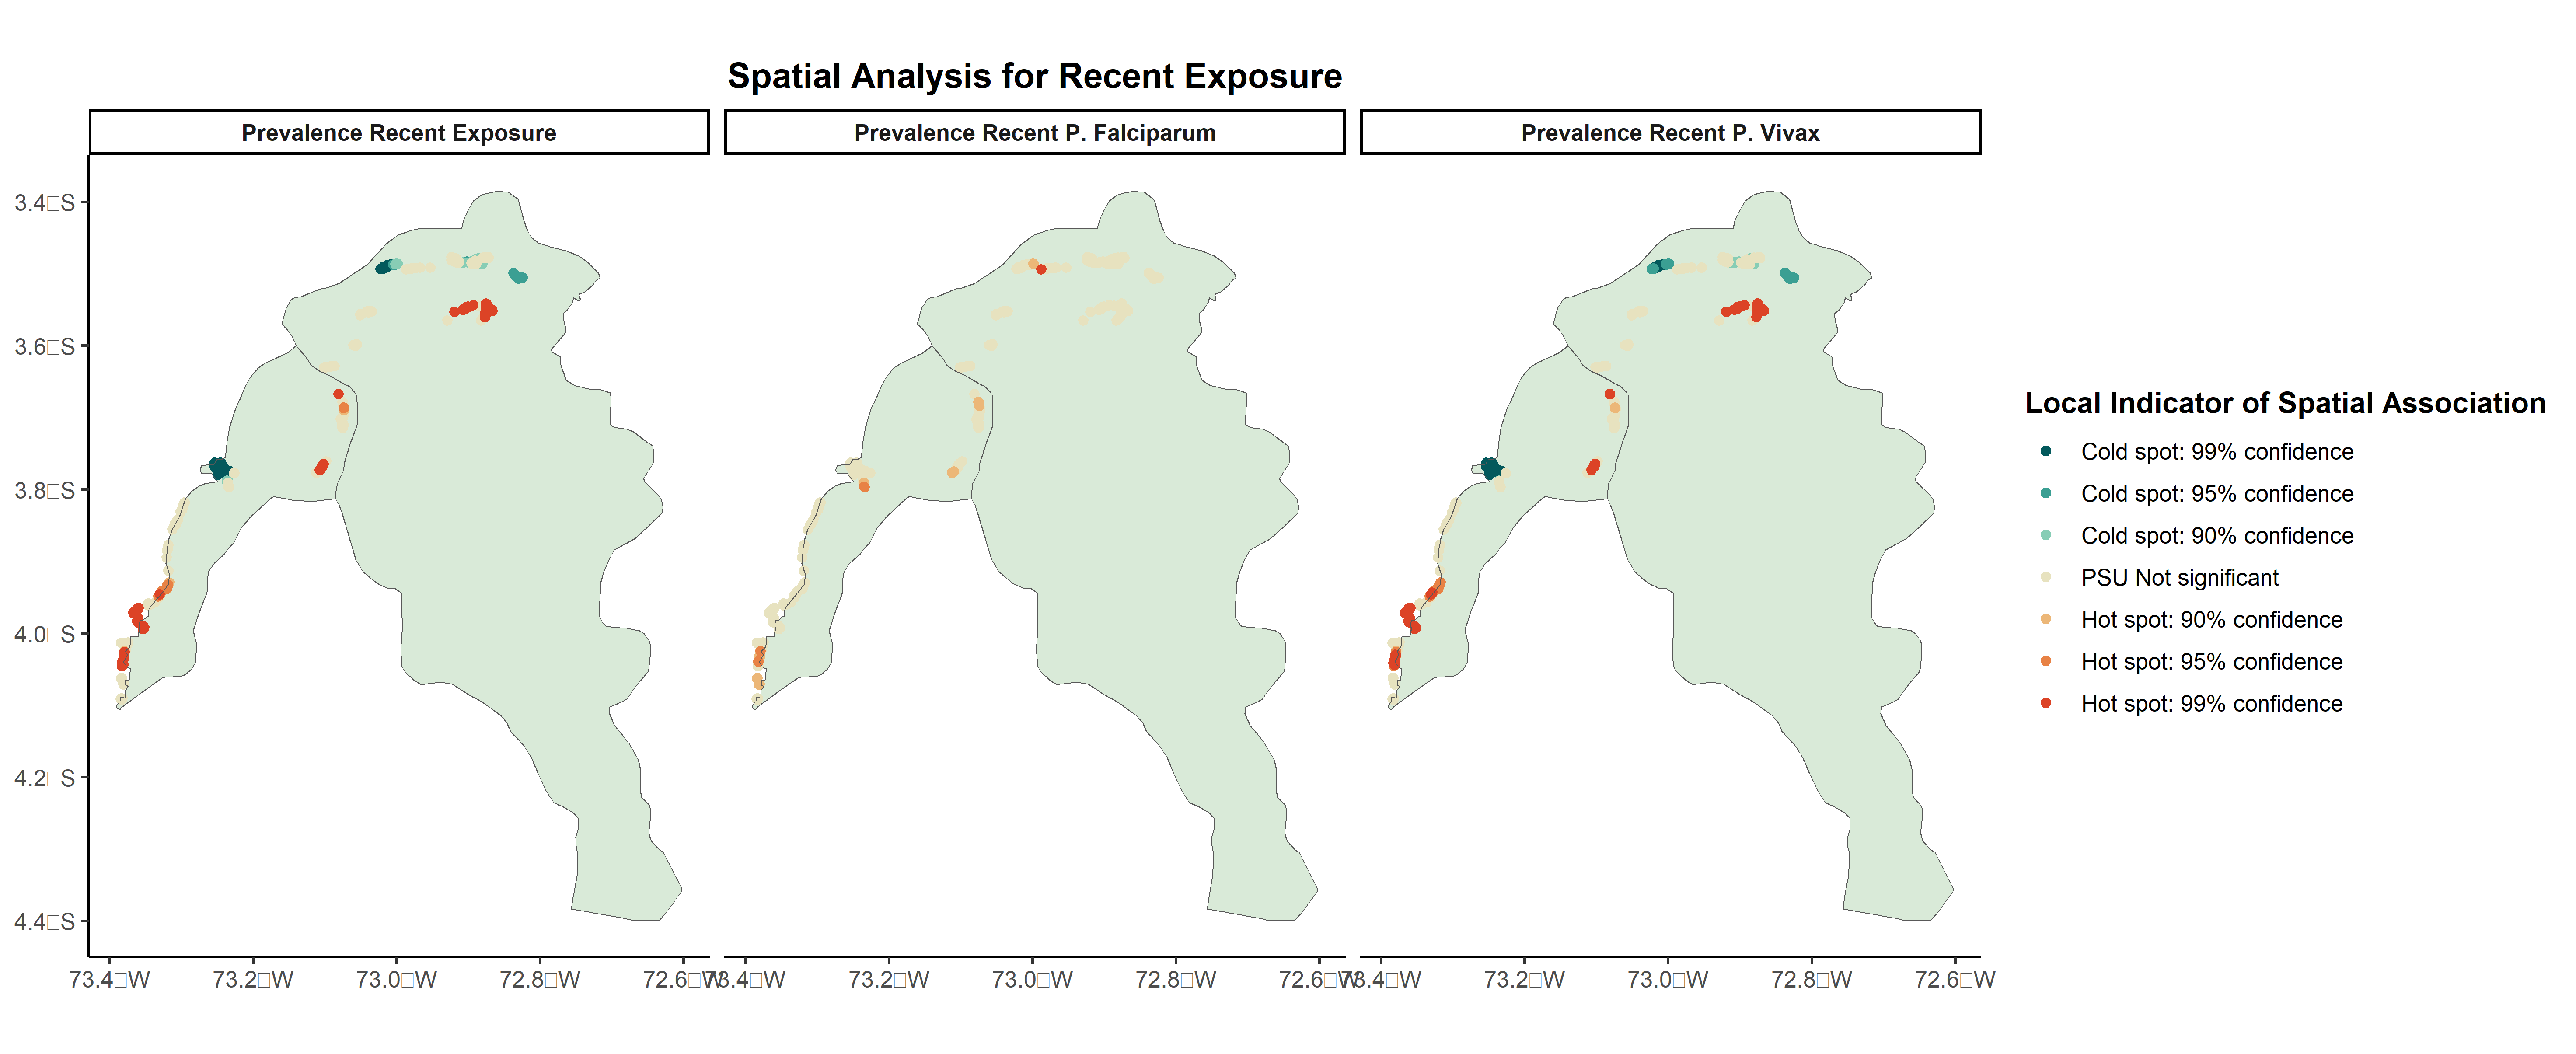 Spatial Analysis for Recent Exposure
Prevalence Recent Exposure
Prevalence Recent P. Falciparum
Prevalence Recent P. Vivax
3.4□S
3.6□S
3.8□S
4.0□S
4.2□S
4.4□S
73.4□W 73.2□W 73.0□W 72.8□W 72.6□W
73.4□W 73.2□W 73.0□W 72.8□W 72.6□W
73.4□W 73.2□W 73.0□W 72.8□W 72.6□W
Local Indicator of Spatial Association
Cold spot: 99% confidence
Cold spot: 95% confidence
Cold spot: 90% confidence
PSU Not significant
Hot spot: 90% confidence
Hot spot: 95% confidence
Hot spot: 99% confidence